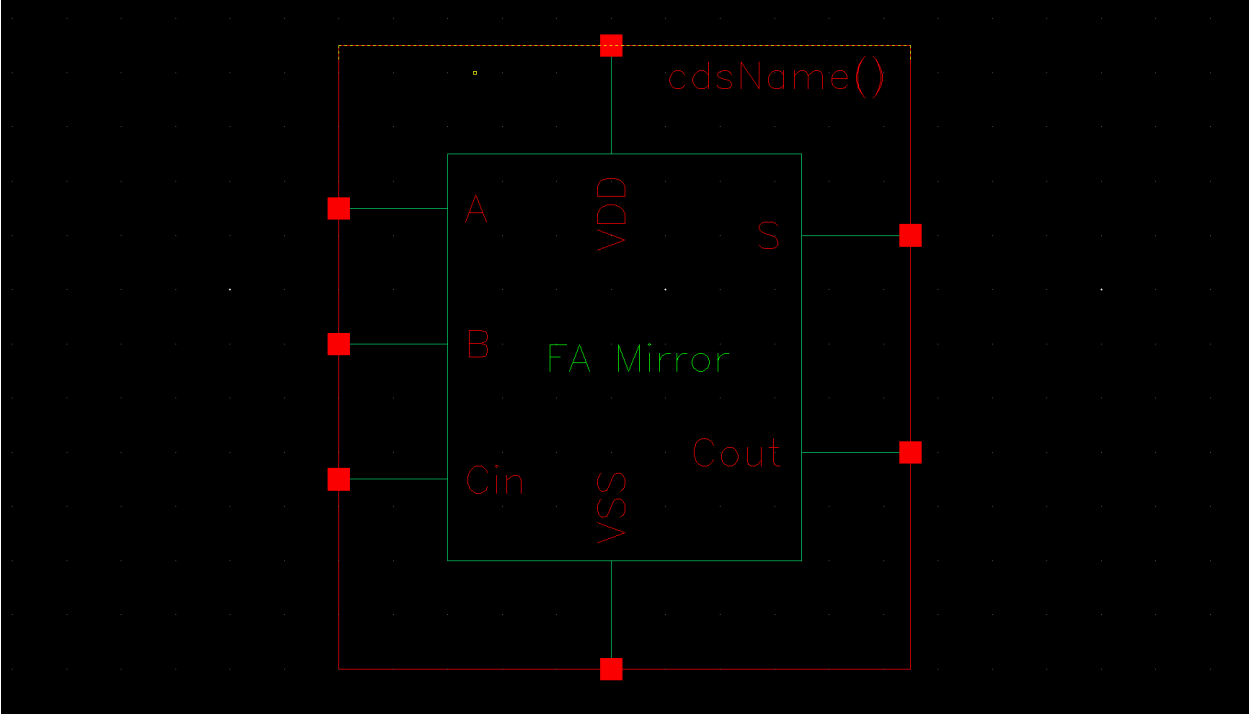 cdsName()
VDD
A
S
B
FA Mirror
Cout
Cin
VSS